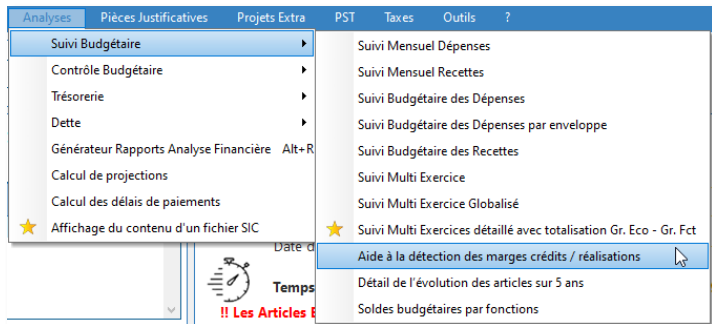 Analyses Pièces Justificatives Projets Extra PST Taxes Outils ?
Suivi Budgétaire
Contrôle Budgétaire
Trésorerie
Dette
Générateur Rapports Analyse Financière Alt+R
Calcul de projections
Calcul des délais de paiements
Affichage du contenu d'un fichier SIC
Suivi Mensuel Dépenses
Suivi Mensuel Recettes
Suivi Budgétaire des Dépenses
Suivi Budgétaire des Dépenses par enveloppe
Suivi Budgétaire des Recettes
Suivi Multi Exercice
Suivi Multi Exercice Globalisé
Suivi Multi Exercices détaillé avec totalisation Gr. Eco - Gr. Fct
Aide à la détection des marges crédits / réalisations
Détail de l'évolution des articles sur 5 ans
Soldes budgétaires par fonctions
Date
Temps
!! Les Articles